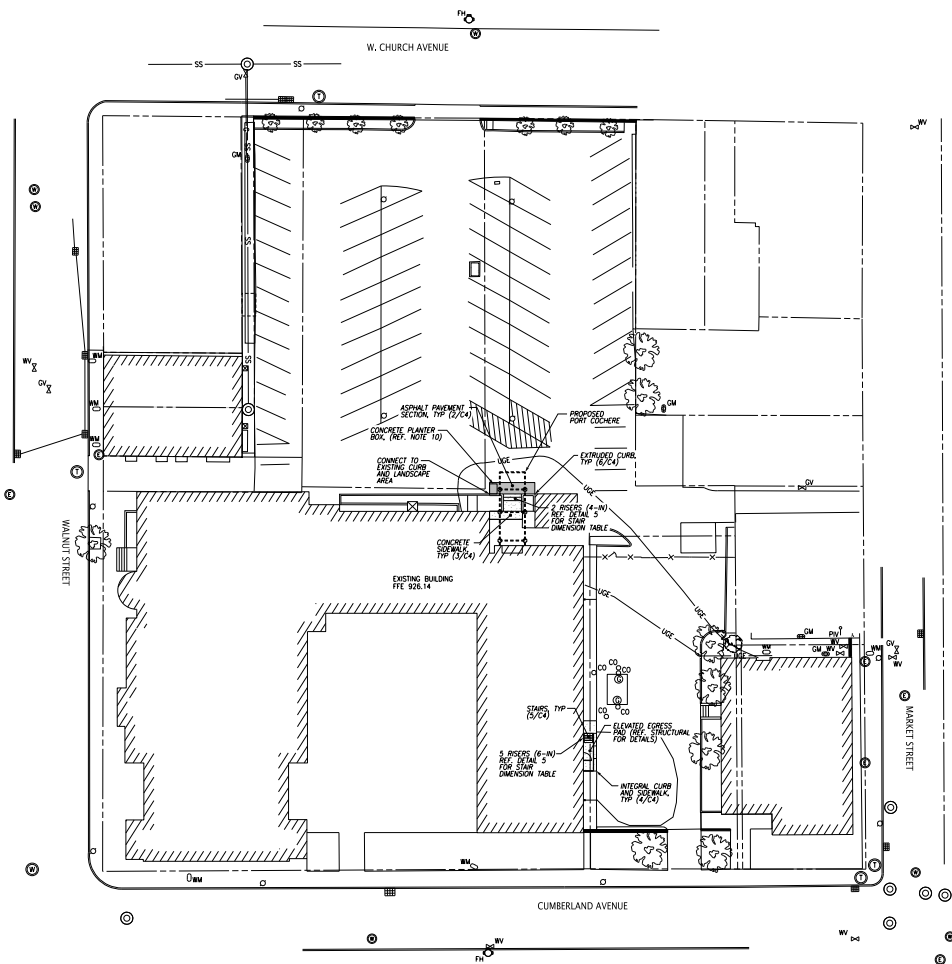 FH
W
W. CHURCH AVENUE
SS SS
GV
T
WV
GM
SS
W
W
SS
WM
SS
WV
GV
WM
WM
ASPHALT PAVEMENT
SECTION, TYP (2/C4)
PROPOSED
PORT COCHERE
GM
CONCRETE PLANTER
BOX, (REF. NOTE 10)
CONNECT TO
EXISTING CURB
AND LANDSCAPE
AREA
EXTRUDED CURB,
TYP (6/C4)
UGE
UGE
E
T
E
GV
2 RISERS (4-IN)
REF. DETAIL 5
FOR STAIR
DIMENSION TABLE
CONCRETE
SIDEWALK,
TYP (3/C4)
WALNUT STREET
EXISTING BUILDING
FFE 926.14
UGE
UGE
UGE
GM
PIV
WV
WM
GM
WV
WM
GV
WV
CO
CO
CO
G
G
CO
CO
CO
E
E
E
STAIRS, TYP
(5/C4)
ELEVATED EGRESS
PAD (REF. STRUCTURAL
FOR DETAILS)
5 RISERS (6-IN)
REF. DETAIL 5
FOR STAIR
DIMENSION TABLE
INTEGRAL CURB
AND SIDEWALK,
TYP (4/C4)
MARKET STREET
WM
W
WM
T
T
W
CUMBERLAND AVENUE
W
WV
FH
WV
W
E